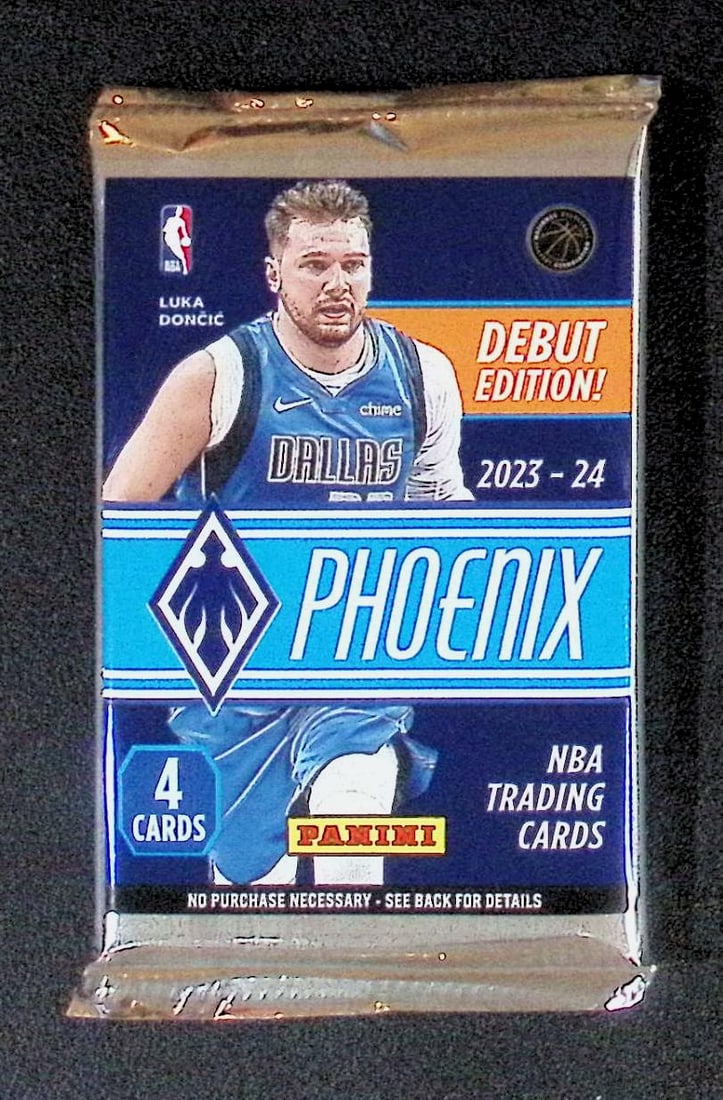 NBA
LUKA
DONČIĆ
DEBUT
EDITION!
chime
DALLAS
2023 - 24
PHOENIX
4
CARDS
NBA
TRADING
CARDS
PANINI
NO PURCHASE NECESSARY - SEE BACK FOR DETAILS